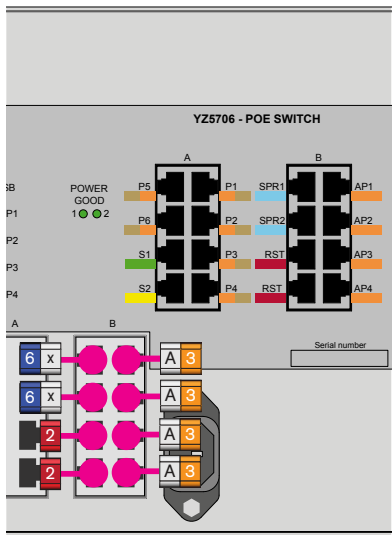 YZ5706 - POE SWITCH
A
B
SB
POWER
GOOD
1 2
P5
P1
SPR1
AP1
P1
P6
P2
SPR2
AP2
P2
S1
P3
RST
AP3
P3
S2
P4
RST
AP4
P4
A
B
Serial number
6 x
A 3
6 x
A 3
2
A 3
2
A 3